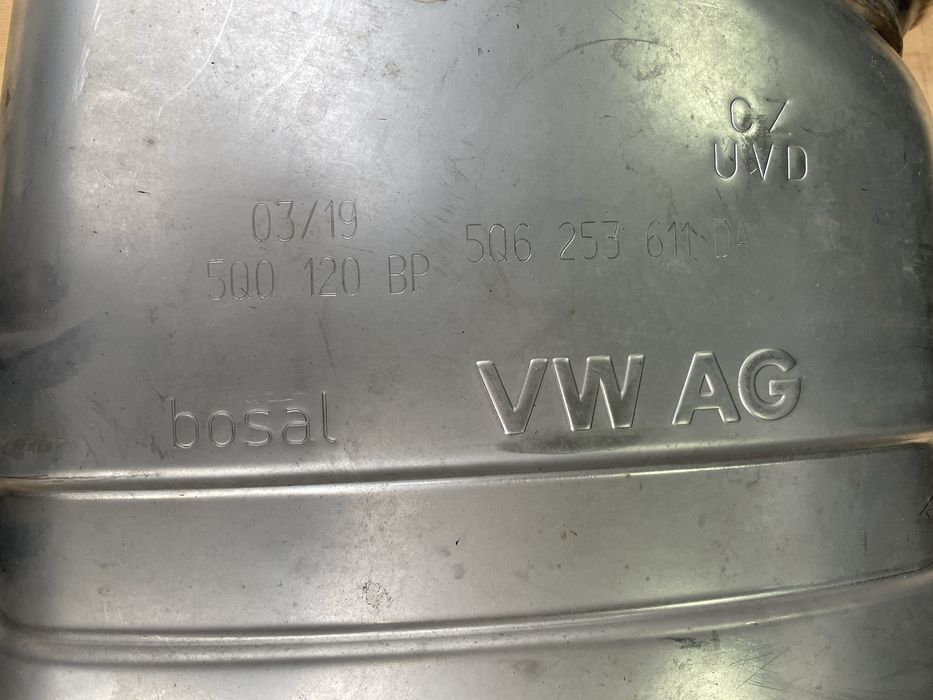 CZ
UVD
03/19
5Q0 120 BP
5Q6 253 611 DA
bosal
VW AG